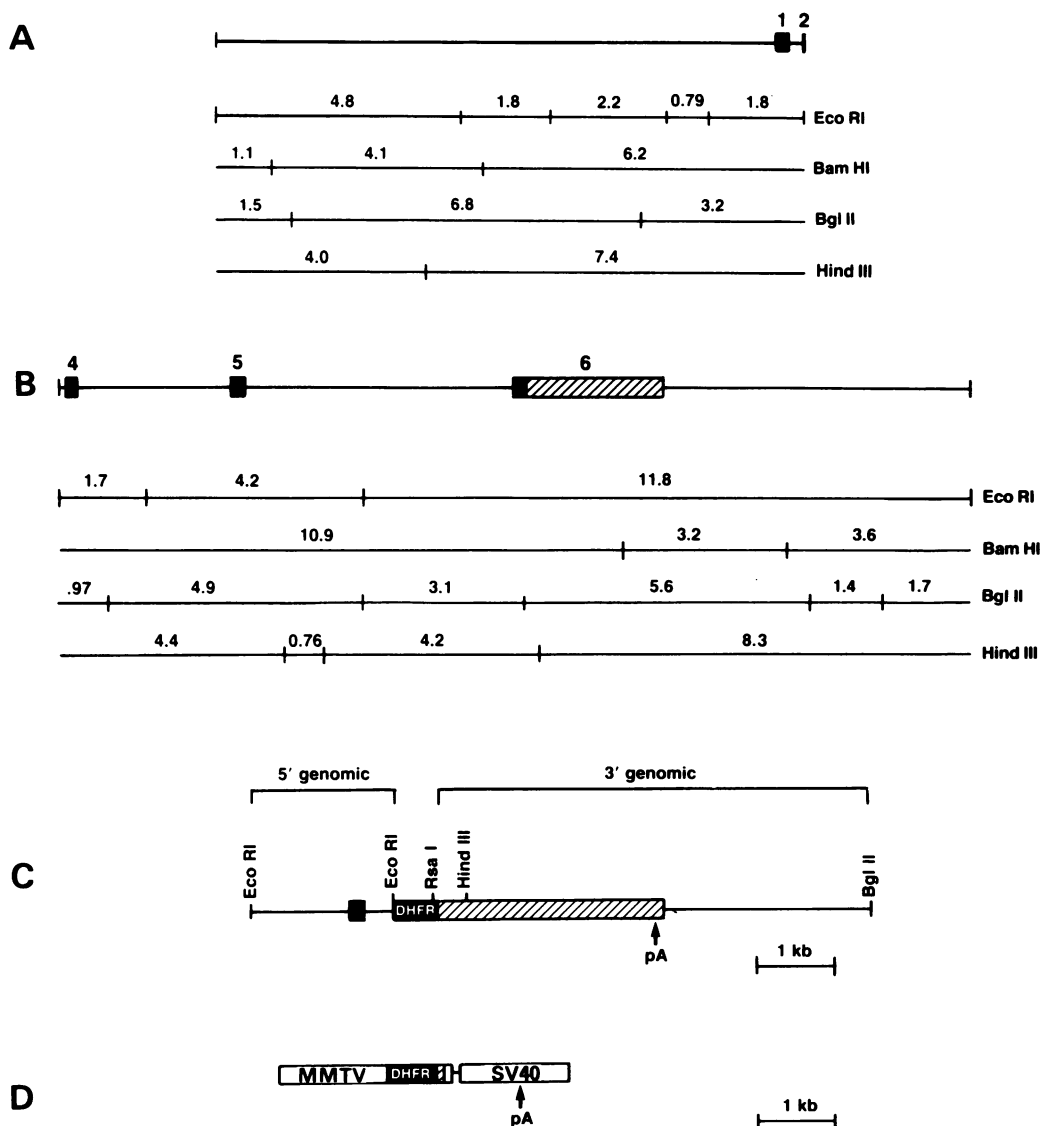 A
1 2
4.8 1.8 2.2 0.79 1.8
Eco RI
1.1 4.1 6.2
Bam HI
1.5 6.8 3.2
Bgl II
4.0 7.4
Hind III
B
4 5 6
1.7 4.2 11.8
Eco RI
10.9 3.2 3.6
Bam HI
.97 4.9 3.1 5.6 1.4 1.7
Bgl II
4.4 0.76 4.2 8.3
Hind III
C
5' genomic 3' genomic
Eco RI Eco RI Rsa I Hind III Bgl II
DHFR
pA
1 kb
D
MMTV DHFR SV40
pA
1 kb